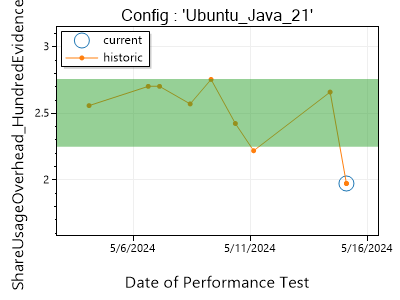 Config : 'Ubuntu_Java_21'
current
historic
ShareUsageOverhead_HundredEvidence
3
2.5
2
5/6/2024
5/11/2024
5/16/2024
Date of Performance Test